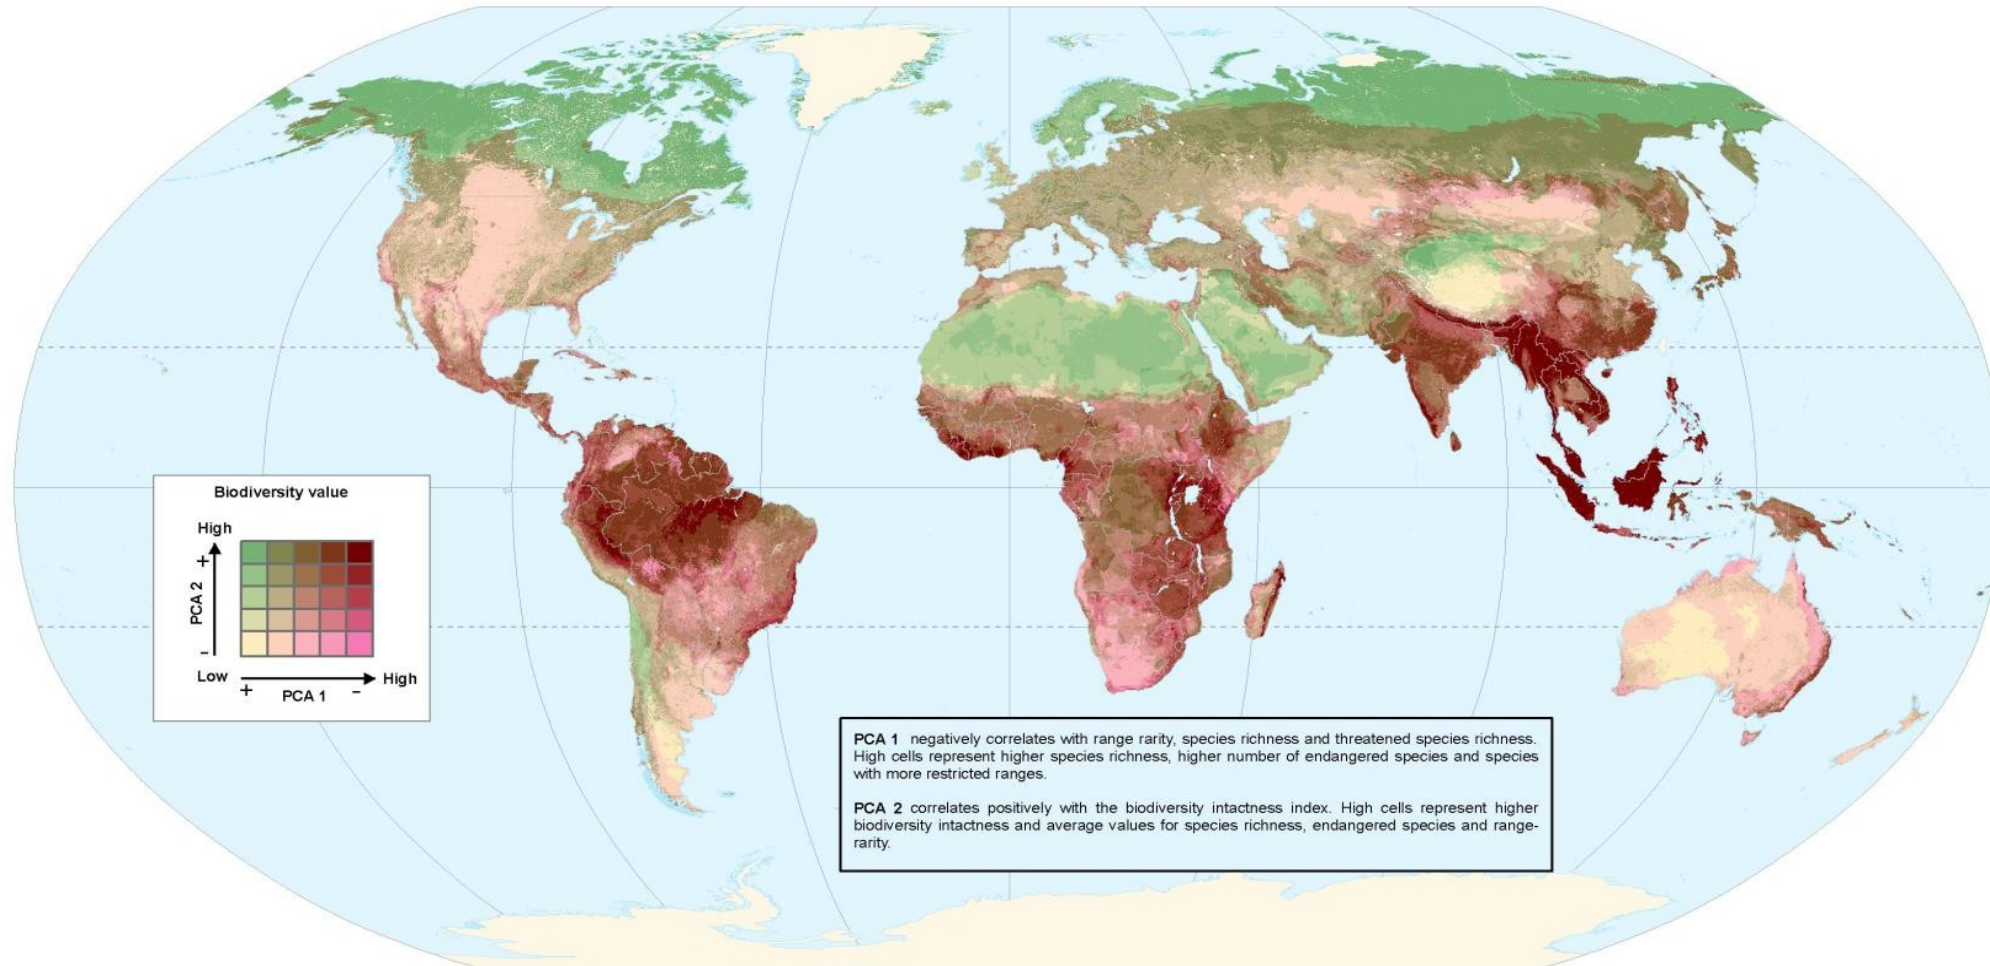 Biodiversity value
High
+
PCA 2
-
Low
+
PCA 1
-
High
PCA 1 negatively correlates with range rarity, species richness and threatened species richness.
High cells represent higher species richness, higher number of endangered species and species
with more restricted ranges.
PCA 2 correlates positively with the biodiversity intactness index. High cells represent higher
biodiversity intactness and average values for species richness, endangered species and range-
rarity.